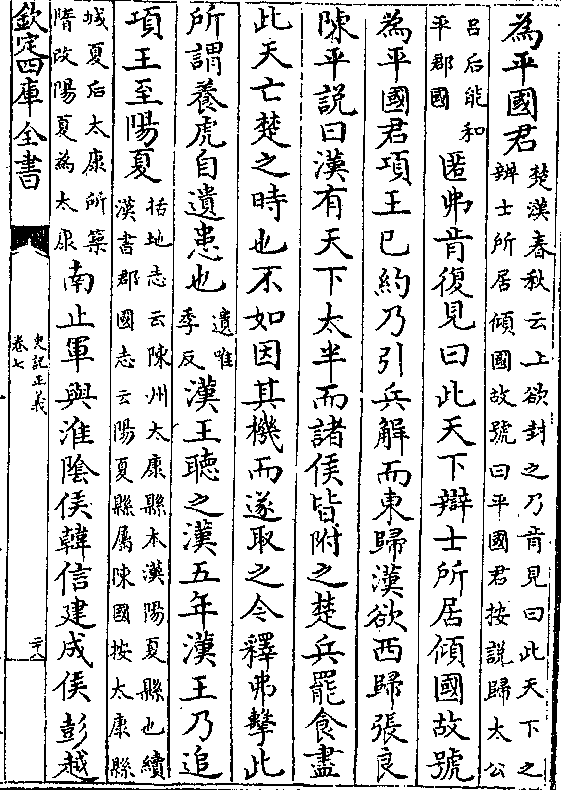 為平國君楚漢春秋云上欲封之乃肯見曰此天下之
辨士所居傾國故號曰平國君按說歸太公
吕后能和
平郡國匿弗肯復見曰此天下辯士所居傾國故號
為平國君項王已約乃引兵解而東歸漢欲西歸張良
陳平說曰漢有天下太半而諸侯皆附之楚兵罷食盡
此天亡楚之時也不如因其機而遂取之今釋弗擊此
所謂養虎自遺患也遺唯
季反漢王聽之漢五年漢王乃追
項王至陽夏括地志云陳州太康縣本漢陽夏縣也續
漢書郡國志云陽夏縣屬陳國按太康縣
城夏后太康所築
隋改陽夏為太康南止軍與淮陰侯韓信建成侯彭越
欽定四庫全書
史記正義
卷七